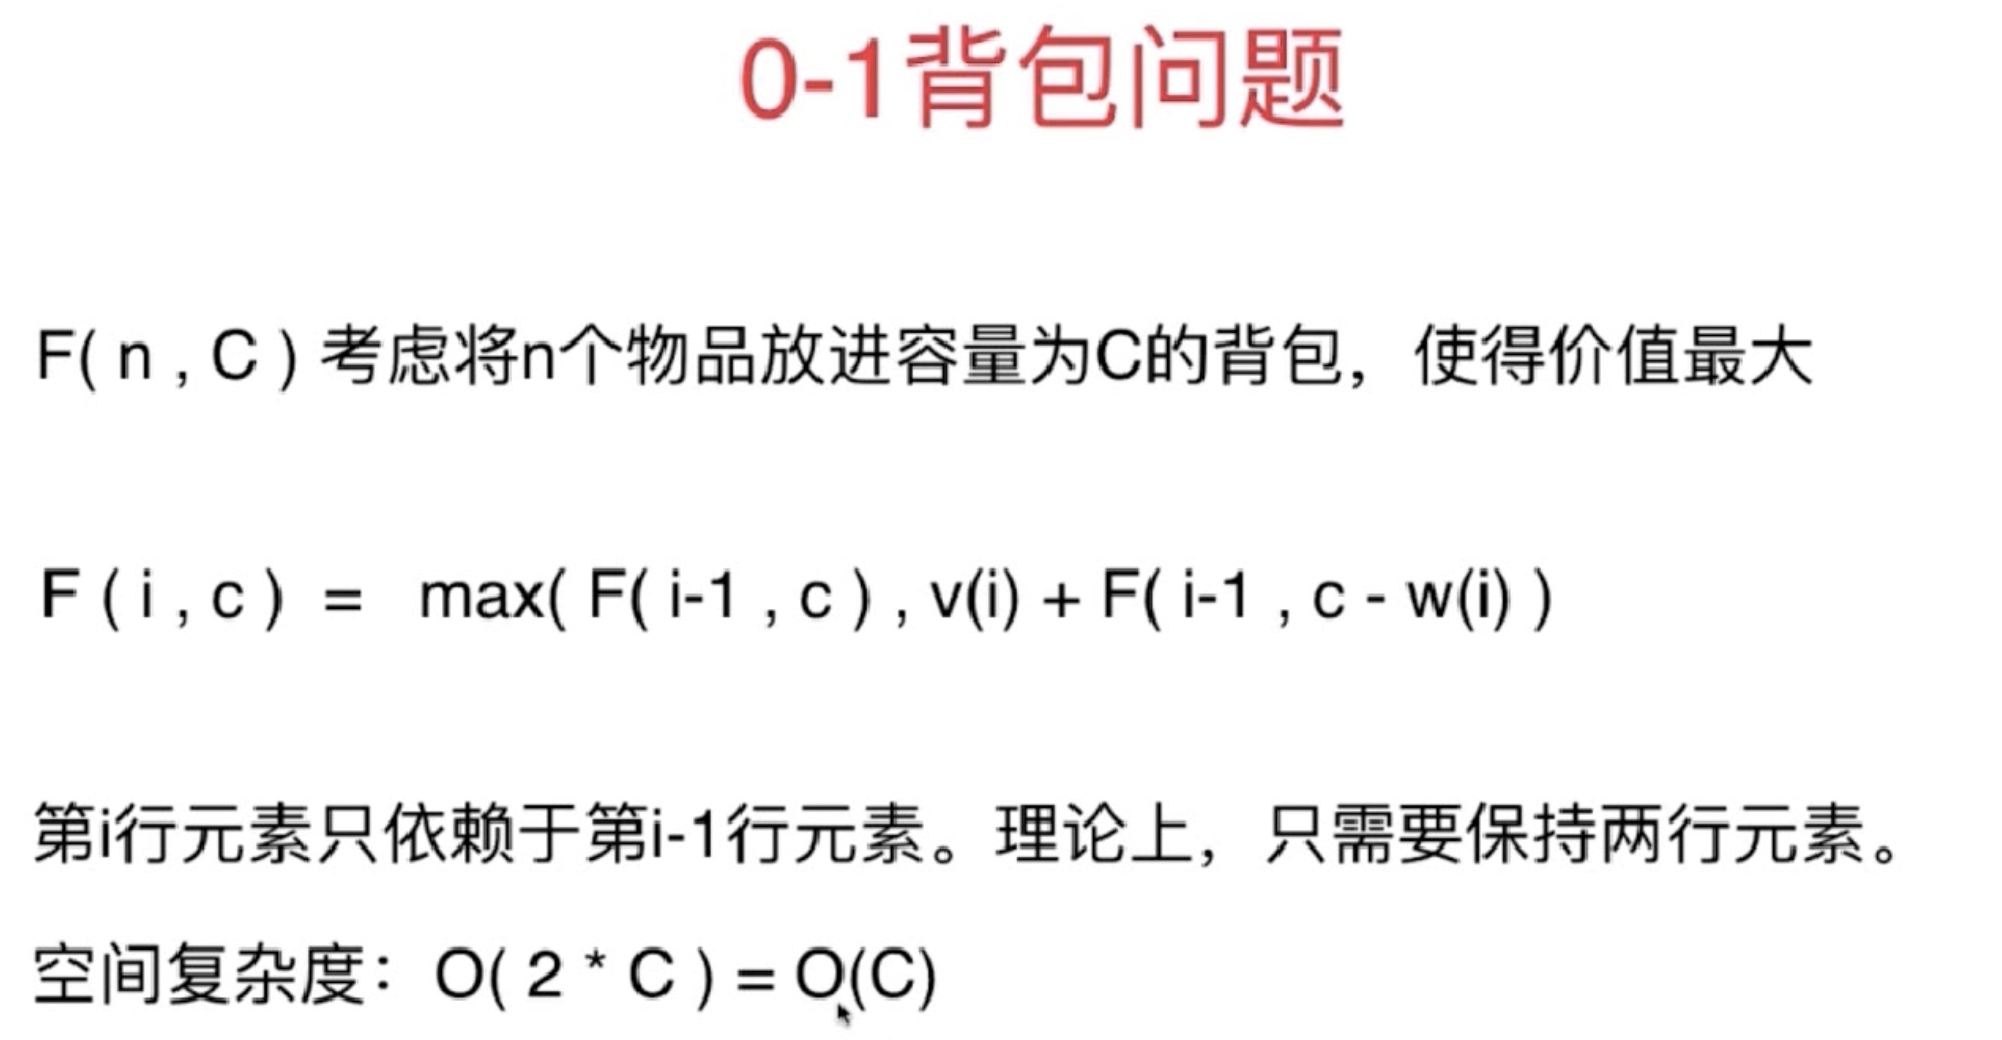 0-1背包问题
F( n , C ) 考虑将n个物品放进容量为C的背包，使得价值最大
F ( i , c ) = max( F( i-1 , c ) , v(i) + F( i-1 , c - w(i) )
第i行元素只依赖于第i-1行元素。理论上，只需要保持两行元素。
空间复杂度：O( 2 * C ) = O(C)